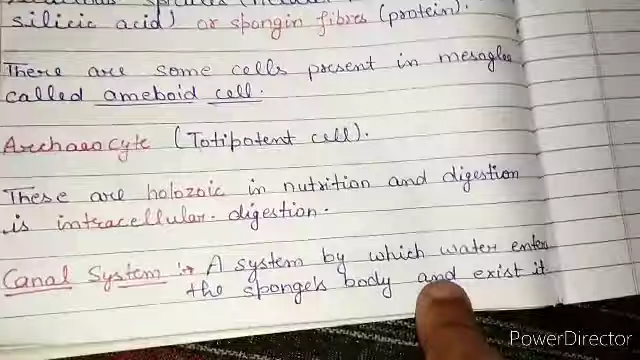 silicic acid) or spongin fibres (protein).
There are some cells present in mesoglea
called ameboid cell.
Archaeocyte (Totipotent cell).
These are holozoic in nutrition and digestion
is intracellular digestion.
Canal System :→ A system by which water enter
the sponge's body and exist it
PowerDirector